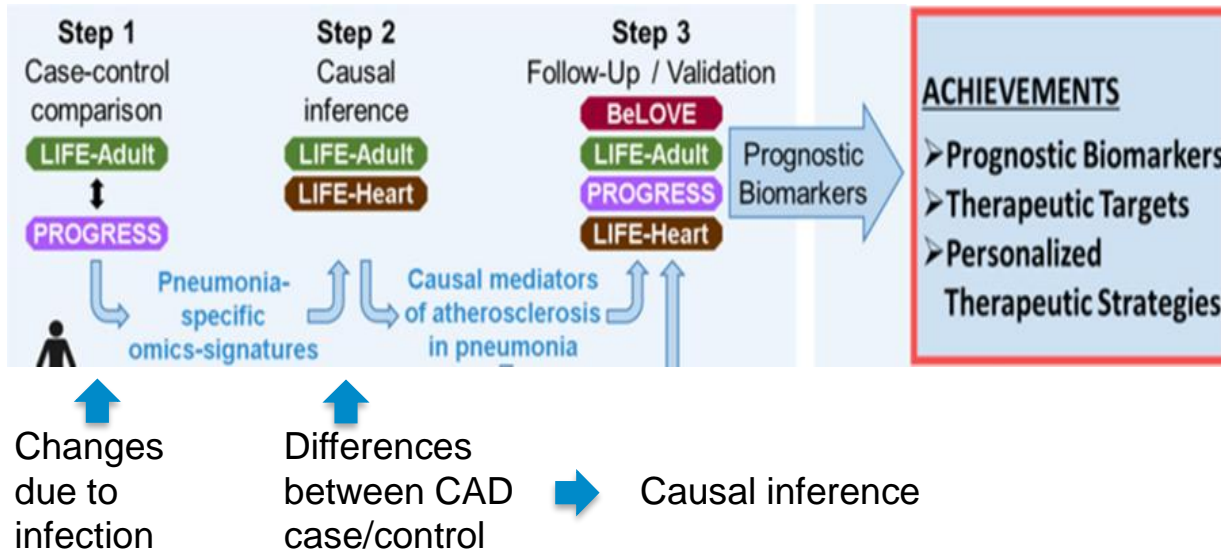 Step 1
Case-control
comparison
LIFE-Adult
PROGRESS
Pneumonia-
specific
omics-signatures
Step 2
Causal
inference
LIFE-Adult
LIFE-Heart
Causal mediators
of atherosclerosis
in pneumonia
Step 3
Follow-Up / Validation
BeLOVE
LIFE-Adult
PROGRESS
LIFE-Heart
Prognostic
Biomarkers
ACHIEVEMENTS
➢Prognostic Biomarkers
➢Therapeutic Targets
➢Personalized
Therapeutic Strategies
Changes
due to
infection
Differences
between CAD
case/control
Causal inference